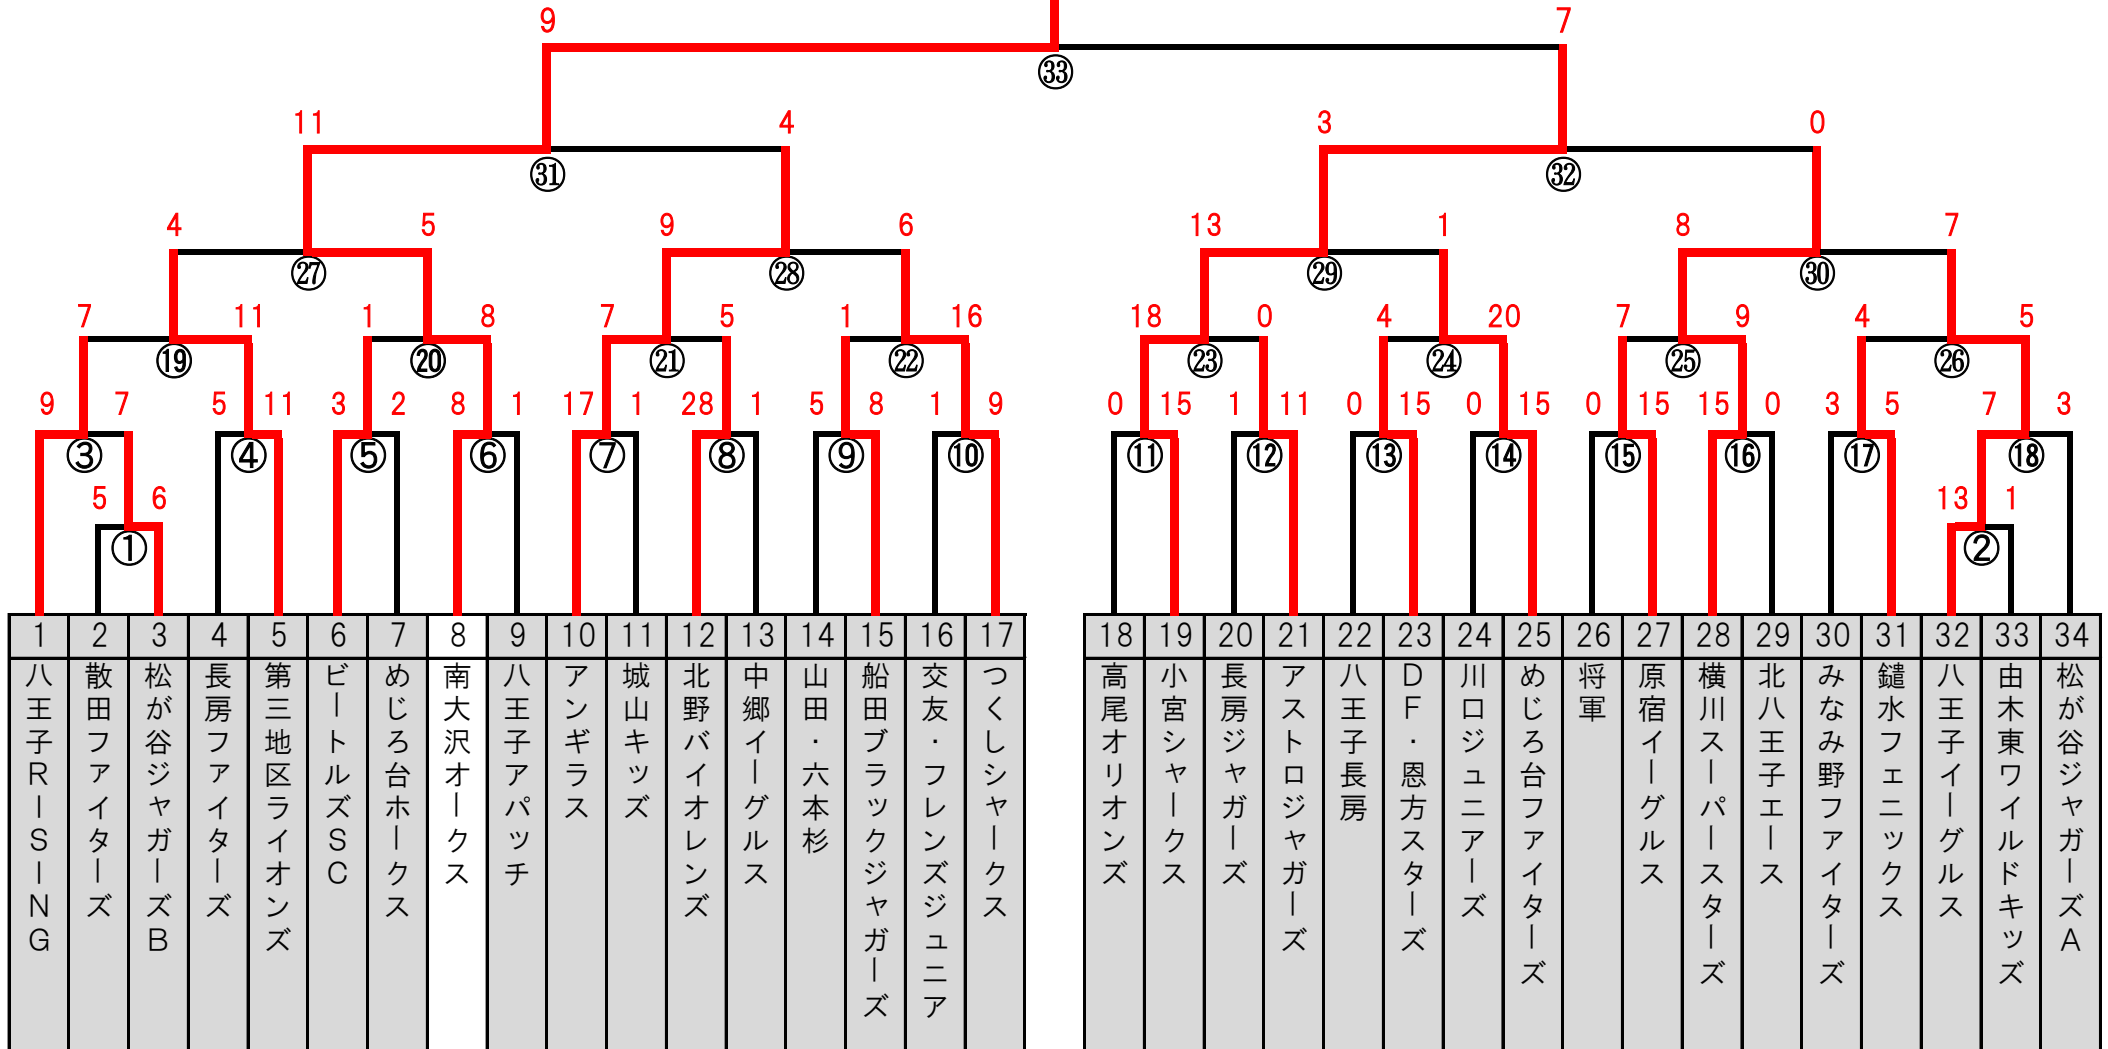 9 7
㉝
11 4 3 0
㉛ ㉜
4 5 9 6 13 1 8 7
㉗ ㉘ ㉙ ㉚
7 11 1 8 7 5 1 16 18 0 4 20 7 9 4 5
⑲ ⑳ ㉑ ㉒ ㉓ ㉔ ㉕ ㉖
9 7 5 11 3 2 8 1 17 1 28 1 5 8 1 9 0 15 1 11 0 15 0 15 0 15 15 0 3 5 7 3
③ ④ ⑤ ⑥ ⑦ ⑧ ⑨ ⑩ ⑪ ⑫ ⑬ ⑭ ⑮ ⑯ ⑰ ⑱
5 6 13 1
① ②
1 2 3 4 5 6 7 8 9 10 11 12 13 14 15 16 17 18 19 20 21 22 23 24 25 26 27 28 29 30 31 32 33 34
八王子RISING
散田ファイターズ
松が谷ジャガーズB
長房ファイターズ
第三地区ライオンズ
ビートルズSC
めじろ台ホークス
南大沢オークス
八王子アパッチ
アンギラス
城山キッズ
北野バイオレンズ
中郷イーグルス
山田・六本杉
船田ブラックジャガーズ
交友・フレンズジュニア
つくしシャークス
高尾オリオンズ
小宮シャークス
長房ジャガーズ
アストロジャガーズ
八王子長房
DF・恩方スターズ
川口ジュニアーズ
めじろ台ファイターズ
将軍
原宿イーグルス
横川スーパースターズ
北八王子エース
みなみ野ファイターズ
鑓水フェニックス
八王子イーグルス
由木東ワイルドキッズ
松が谷ジャガーズA